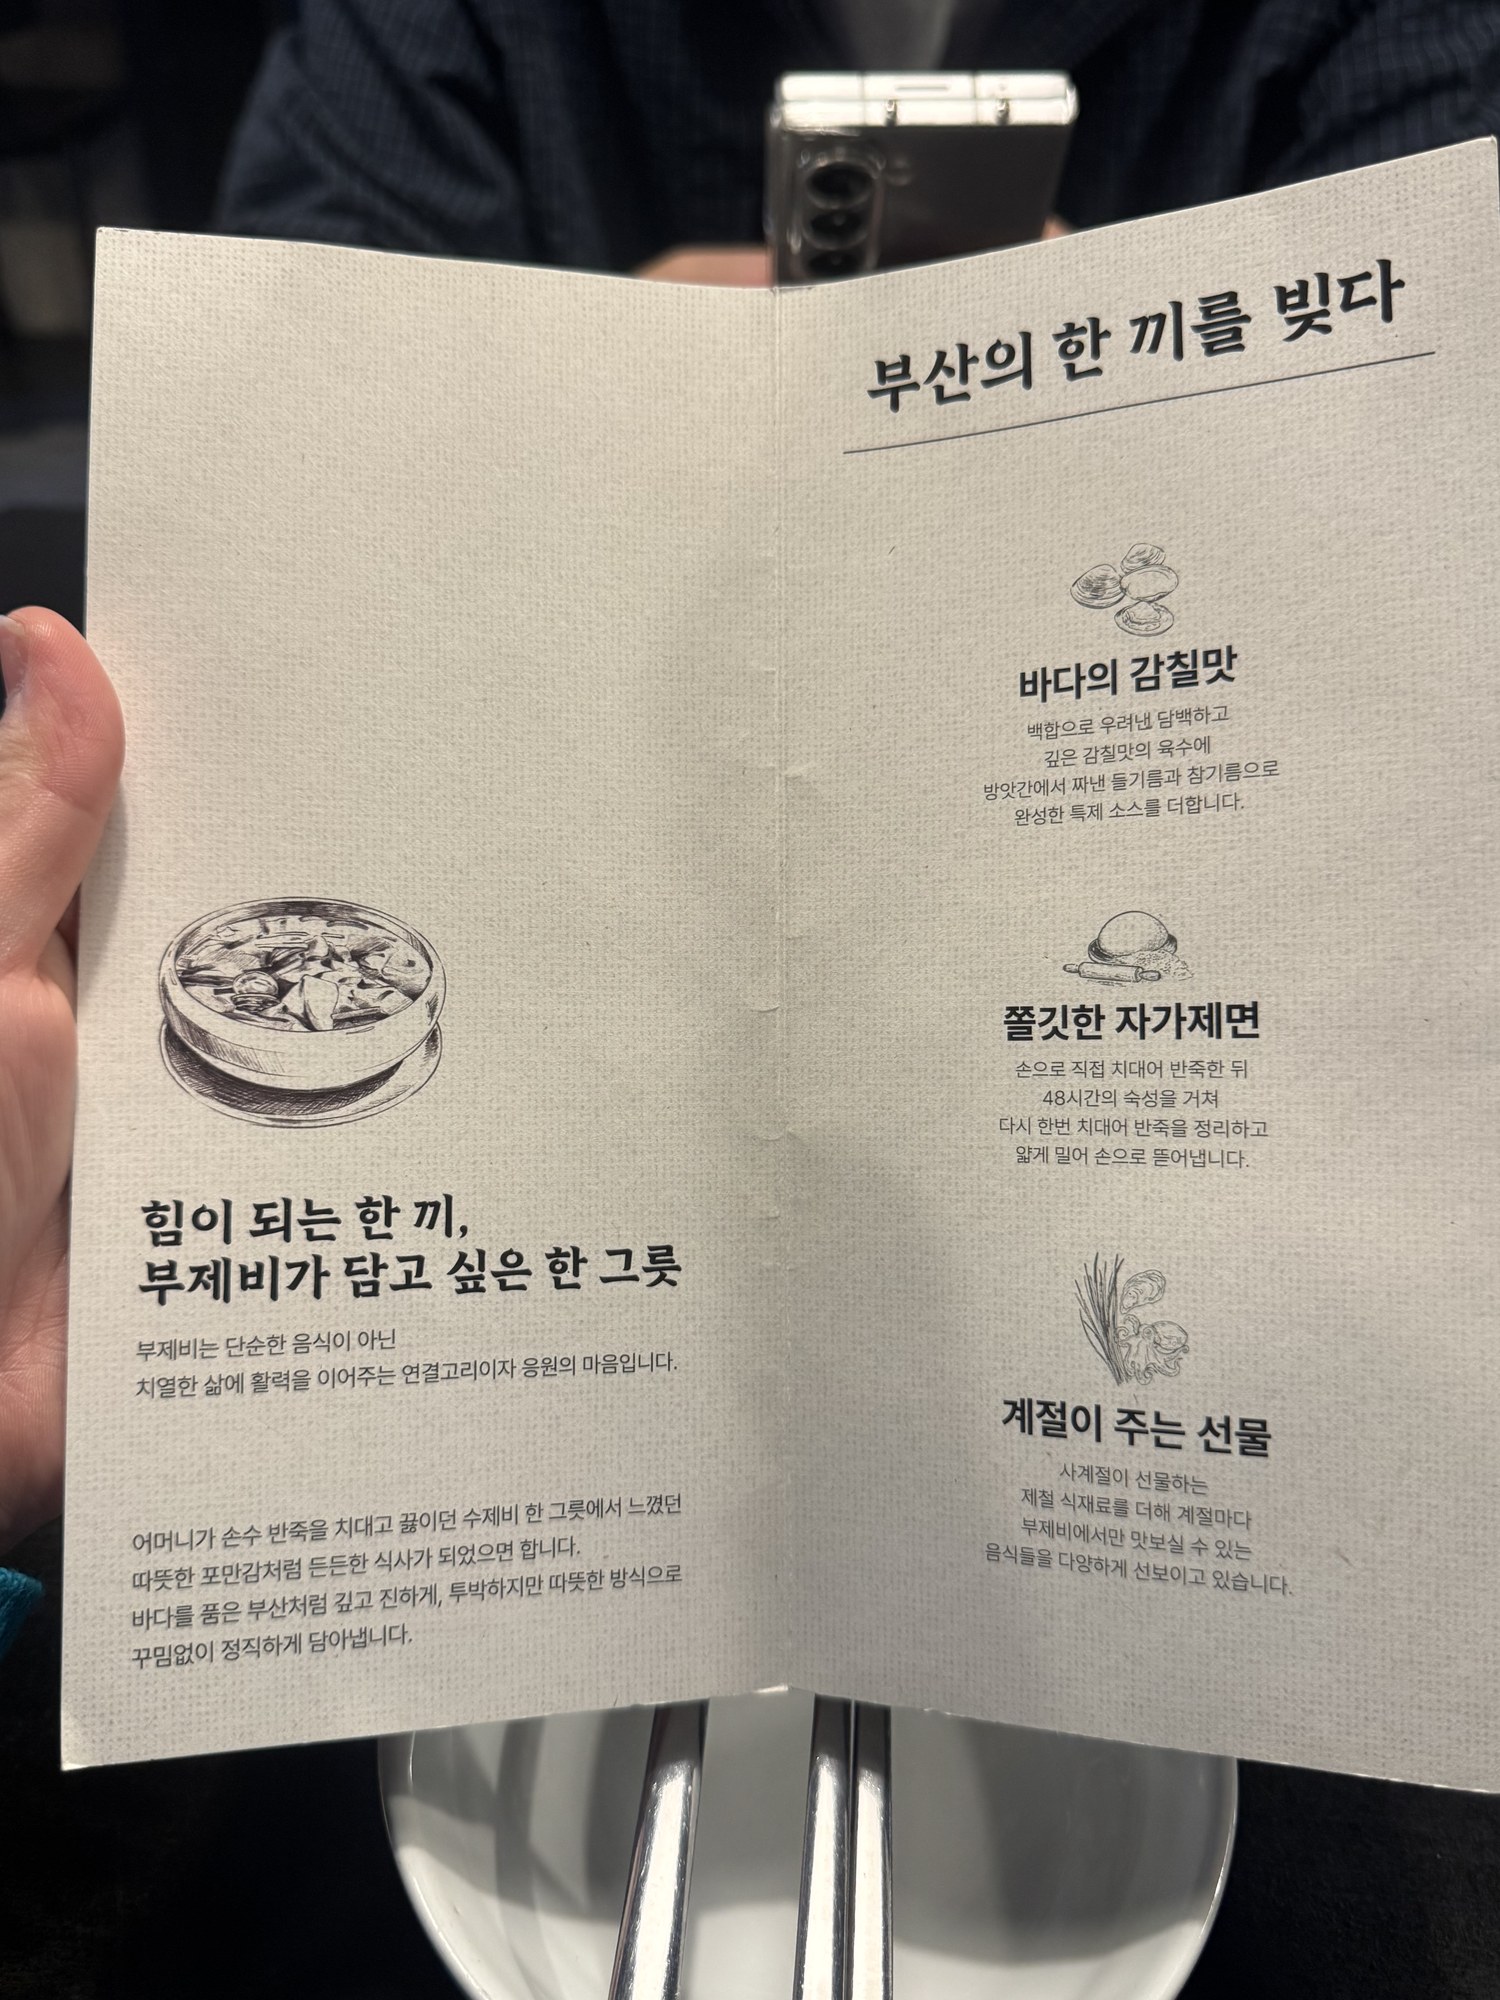 힘이 되는 한 끼,
부제비가 담고 싶은 한 그릇
부제비는 단순한 음식이 아닌
치열한 삶에 활력을 이어주는 연결고리이자 응원의 마음입니다.
어머니가 손수 반죽을 치대고 끓이던 수제비 한 그릇에서 느꼈던
따뜻한 포만감처럼 든든한 식사가 되었으면 합니다.
바다를 품은 부산처럼 깊고 진하게, 투박하지만 따뜻한 방식으로
꾸밈없이 정직하게 담아냅니다.
부산의 한 끼를 빚다
바다의 감칠맛
백합으로 우려낸 담백하고
깊은 감칠맛의 육수에
방앗간에서 짜낸 들기름과 참기름으로
완성한 특제 소스를 더합니다.
쫄깃한 자가제면
손으로 직접 치대어 반죽한 뒤
48시간의 숙성을 거쳐
다시 한번 치대어 반죽을 정리하고
얇게 밀어 손으로 뜯어냅니다.
계절이 주는 선물
사계절이 선물하는
제철 식재료를 더해 계절마다
부제비에서만 맛보실 수 있는
음식들을 다양하게 선보이고 있습니다.